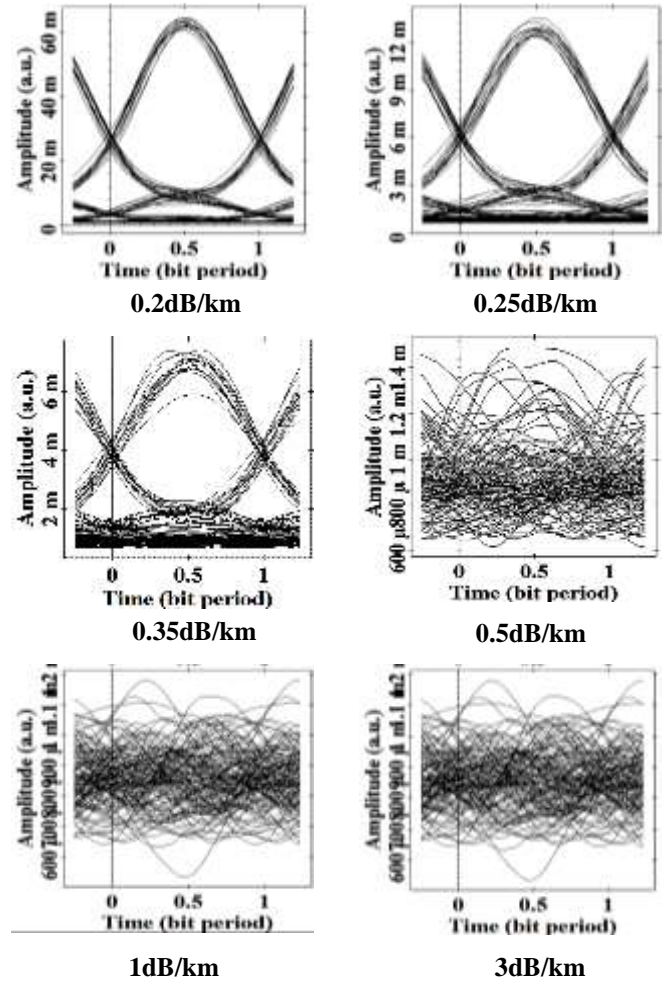 Amplitude (a.u.)
60 m
40 m
20 m
0
0 0.5 1
Time (bit period)
0.2dB/km
Amplitude (a.u.)
12 m
9 m
6 m
3 m
0
0 0.5 1
Time (bit period)
0.25dB/km
Amplitude (a.u.)
6 m
4 m
2 m
0 0.5 1
Time (bit period)
0.35dB/km
Amplitude (a.u.)
600 µ800 µ 1 m 1.2 m1.4 m
0 0.5 1
Time (bit period)
0.5dB/km
Amplitude (a.u.)
0 0.5 1
Time (bit period)
1dB/km
Amplitude (a.u.)
0 0.5 1
Time (bit period)
3dB/km